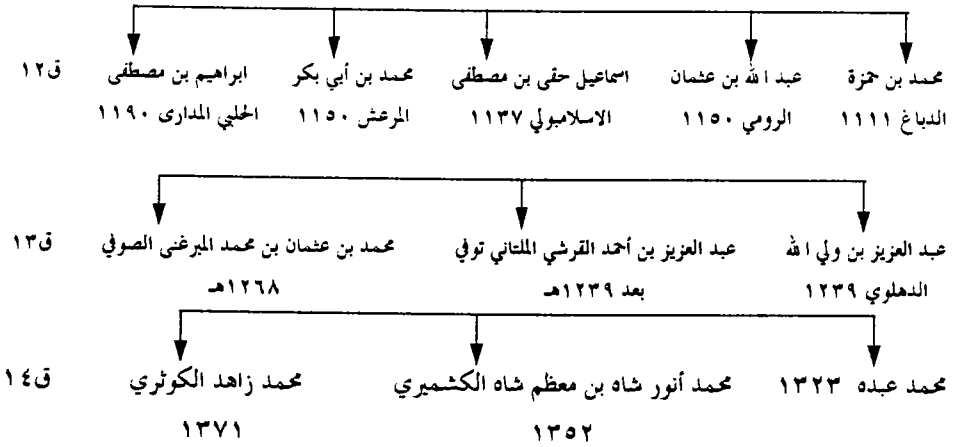 محمد بن حمزة عبد الله بن عثمان اسماعيل حقى بن مصطفى محمد بن أبي بكر ابراهيم بن مصطفى ق١٢
الدباغ ١١١١ الرومي ١١٥٠ الاسلامبولي ١١٣٧ المرعش ١١٥٠ الحلبي المدارى ١١٩٠
عبد العزيز بن ولي الله عبد العزيز بن أحمد القرشي الملتاني توفي محمد بن عثمان بن محمد الميرغنى الصوفي ق١٣
الدهلوي ١٢٣٩ بعد ١٢٣٩هـ ١٢٦٨هـ
محمد عبده ١٣٢٣ محمد أنور شاه بن معظم شاه الكشميري محمد زاهد الكوثري ق١٤
١٣٥٢ ١٣٧١